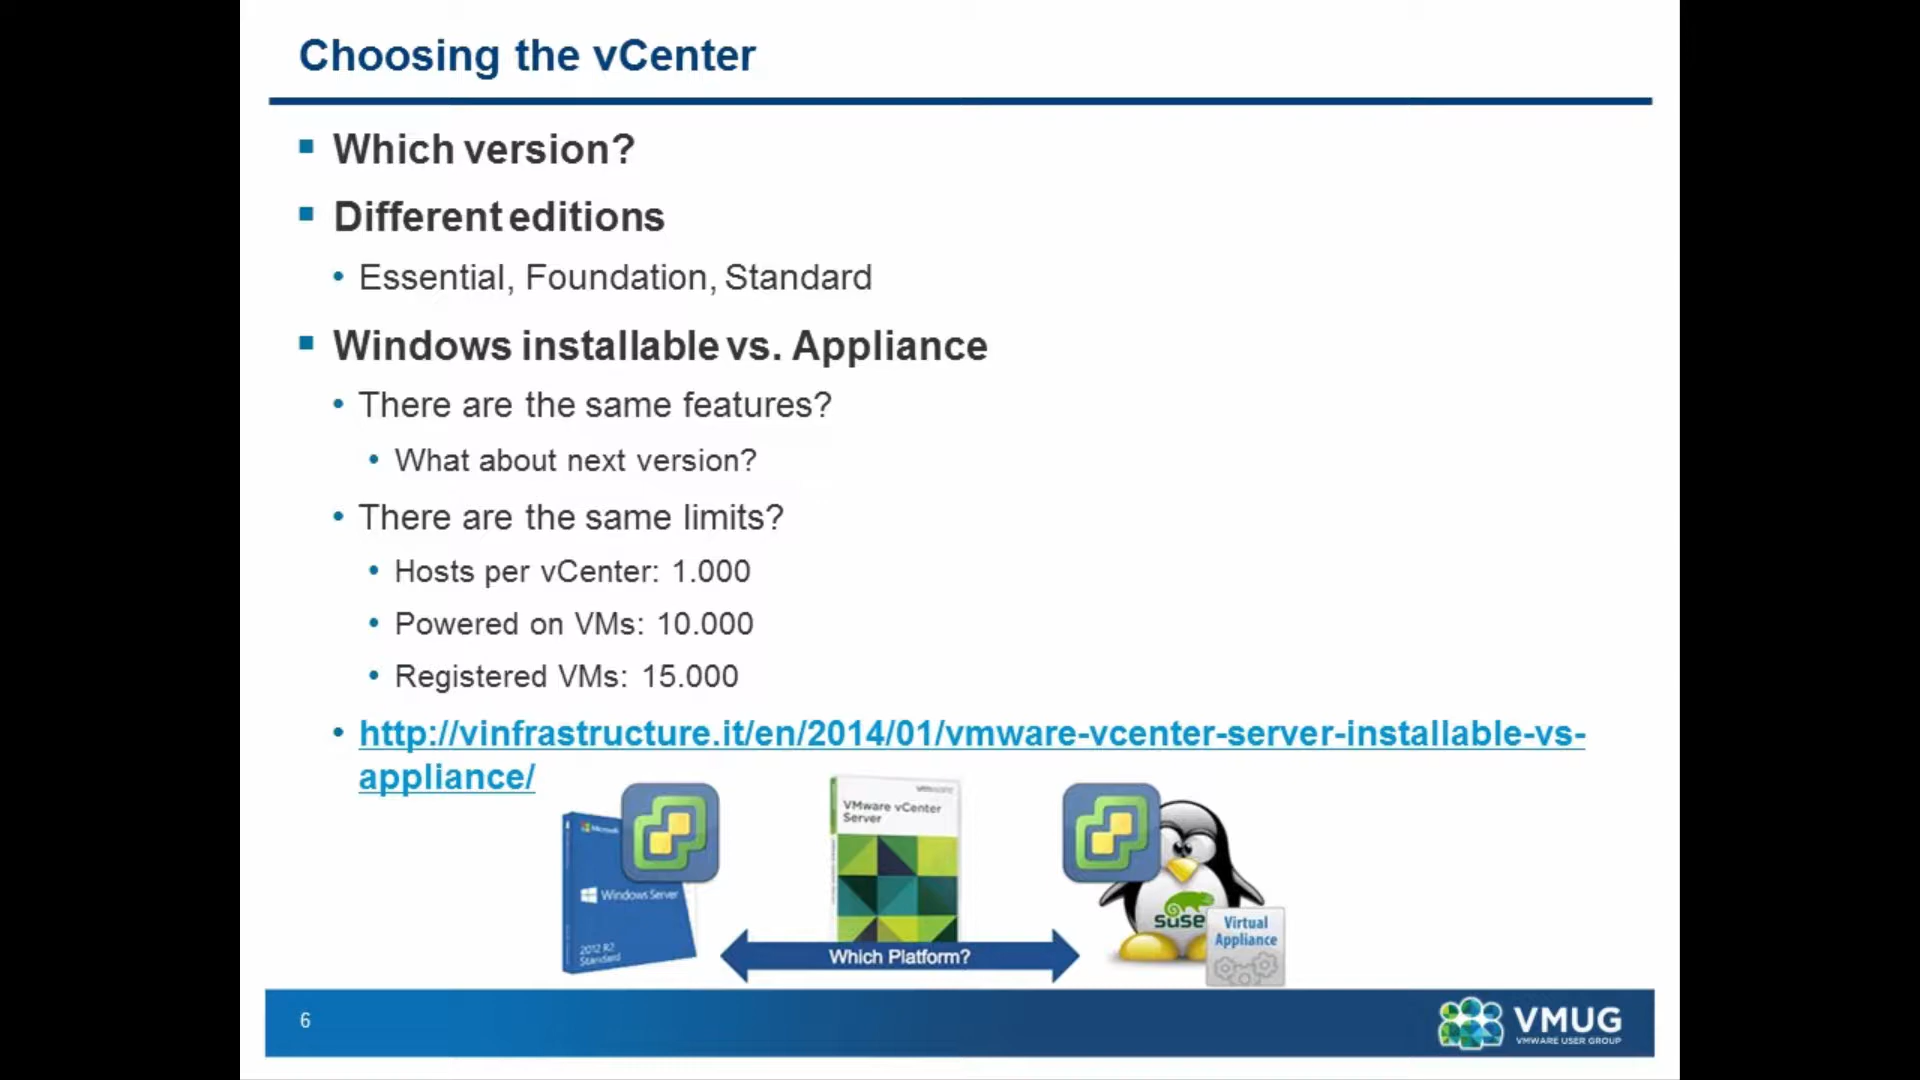 Choosing the vCenter
Which version?
Different editions
Essential, Foundation, Standard
Windows installable vs. Appliance
There are the same features?
What about next version?
There are the same limits?
Hosts per vCenter: 1.000
Powered on VMs: 10.000
Registered VMs: 15.000
http://vinfrastructure.it/en/2014/01/vmware-vcenter-server-installable-vs-
appliance/
Microsoft
Windows Server
2012 R2
Standard
vmware
VMware vCenter
Server
Which Platform?
SUSE
Virtual
Appliance
6
VMUG
VMWARE USER GROUP